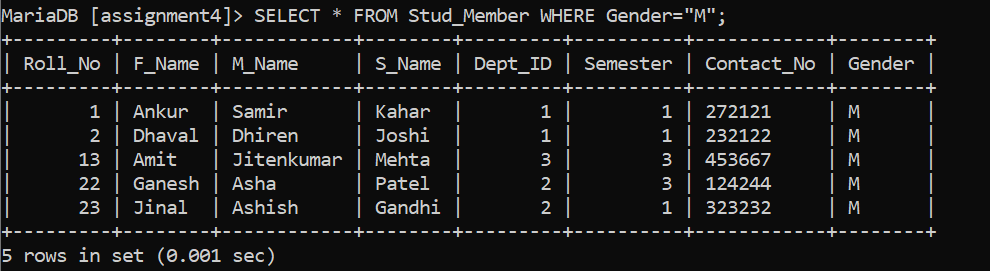 MariaDB [assignment4]> SELECT * FROM Stud_Member WHERE Gender="M";
+---------+--------+------------+---------+---------+----------+------------+--------+
| Roll_No | F_Name | M_Name     | S_Name | Dept_ID | Semester | Contact_No | Gender |
+---------+--------+------------+---------+---------+----------+------------+--------+
|       1 | Ankur  | Samir      | Kahar  |       1 |        1 | 272121     | M      |
|       2 | Dhaval | Dhiren     | Joshi  |       1 |        1 | 232122     | M      |
|      13 | Amit   | Jitenkumar | Mehta  |       3 |        3 | 453667     | M      |
|      22 | Ganesh | Asha       | Patel  |       2 |        3 | 124244     | M      |
|      23 | Jinal  | Ashish     | Gandhi |       2 |        1 | 323232     | M      |
+---------+--------+------------+---------+---------+----------+------------+--------+
5 rows in set (0.001 sec)